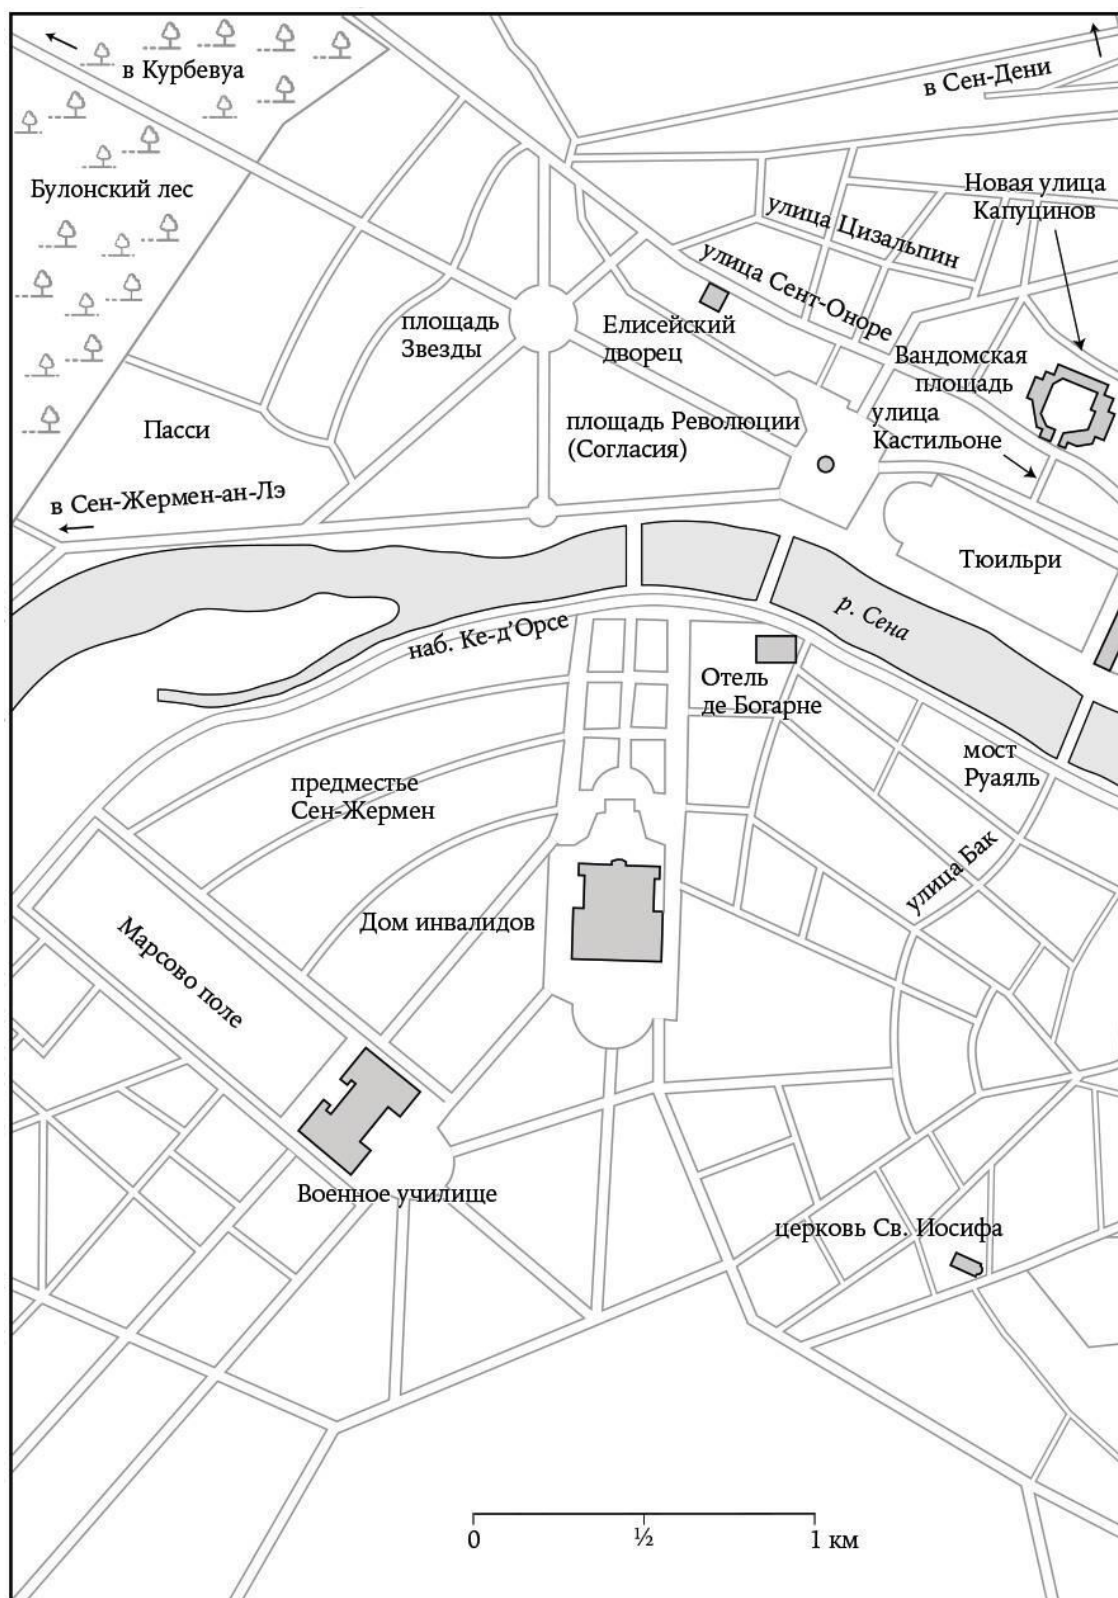 в Курбевуа
в Сен-Дени
Булонский лес
Новая улица
Капуцинов
улица Цизальпин
улица Сент-Оноре
площадь
Звезды
Елисейский
дворец
Вандомская
площадь
улица
Кастильоне
Пасси
площадь Революции
(Согласия)
в Сен-Жермен-ан-Лэ
Тюильри
р. Сена
наб. Ке-д’Орсе
Отель
де Богарне
мост
Руаяль
предместье
Сен-Жермен
улица Бак
Дом инвалидов
Марсово поле
Военное училище
церковь Св. Иосифа
0
½
1 км